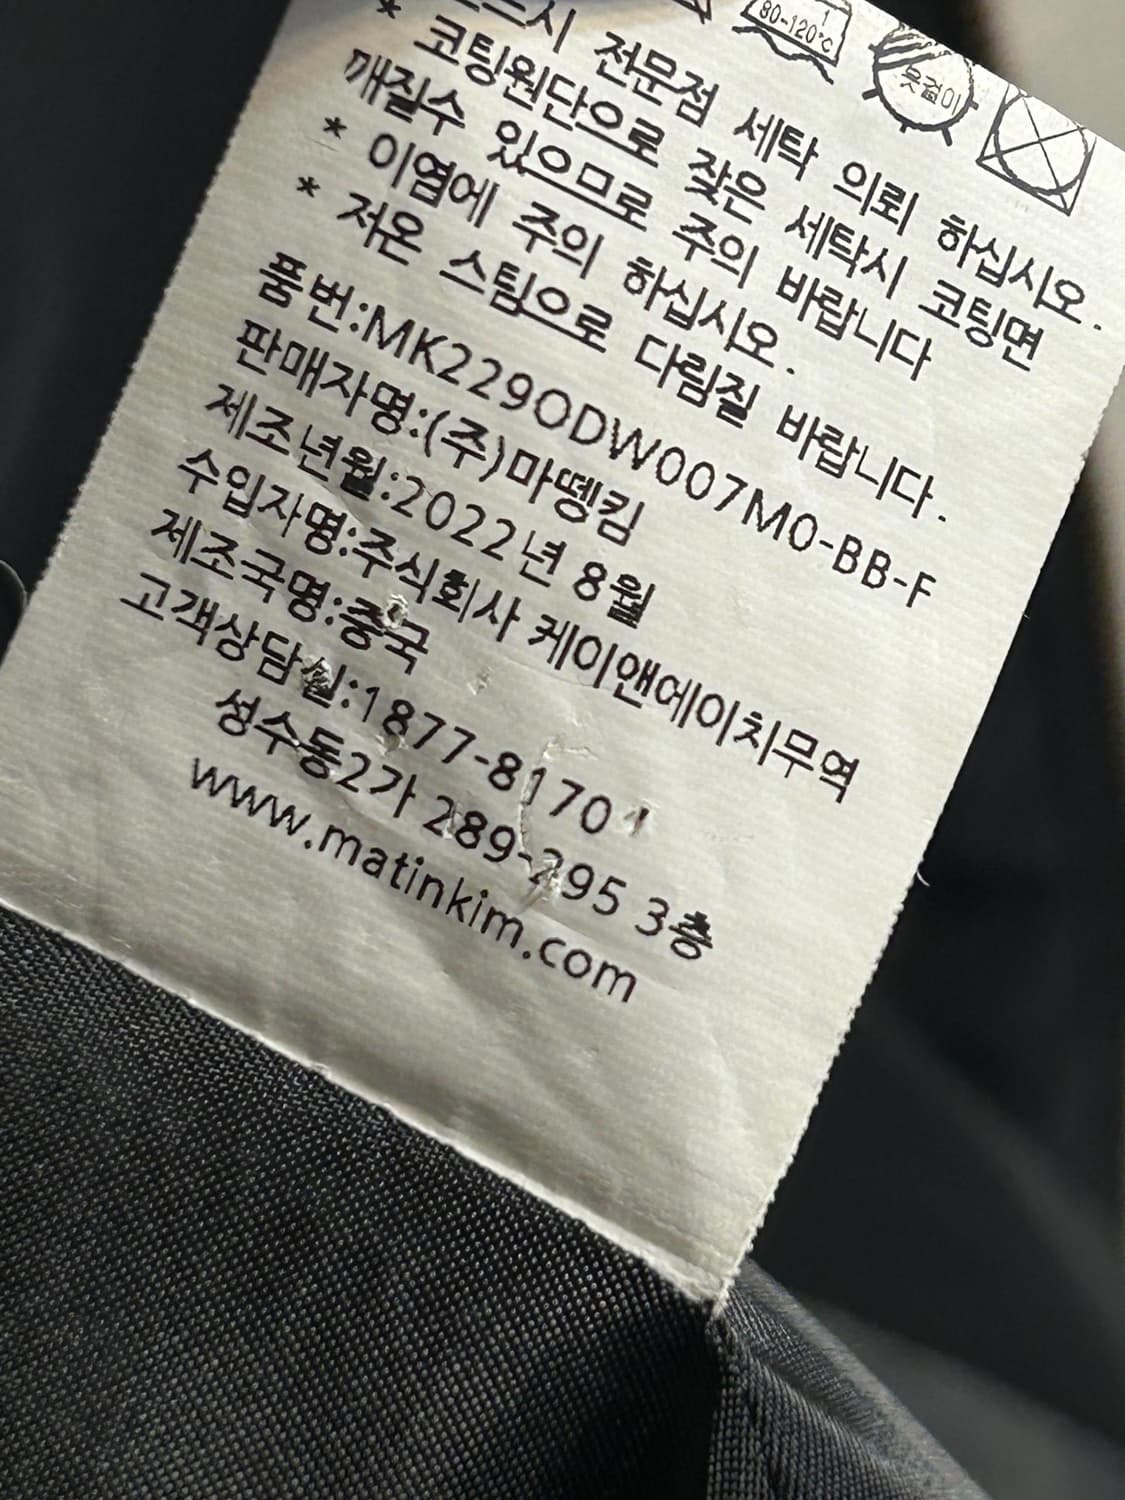 80-120℃
옷걸이
전문점 세탁 의뢰 하십시오.
* 코팅원단으로 잦은 세탁시 코팅면
깨질수 있으므로 주의 바랍니다
* 이염에 주의 하십시오.
* 저온 스팀으로 다림질 바랍니다.
품번:MK2290DW007M0-BB-F
판매자명:(주)마뗑킴
제조년월:2022년 8월
수입자명:주식회사 케이앤에이치무역
제조국명:중국
고객상담실:1877-8170
성수동2가 289-295 3층
www.matinkim.com